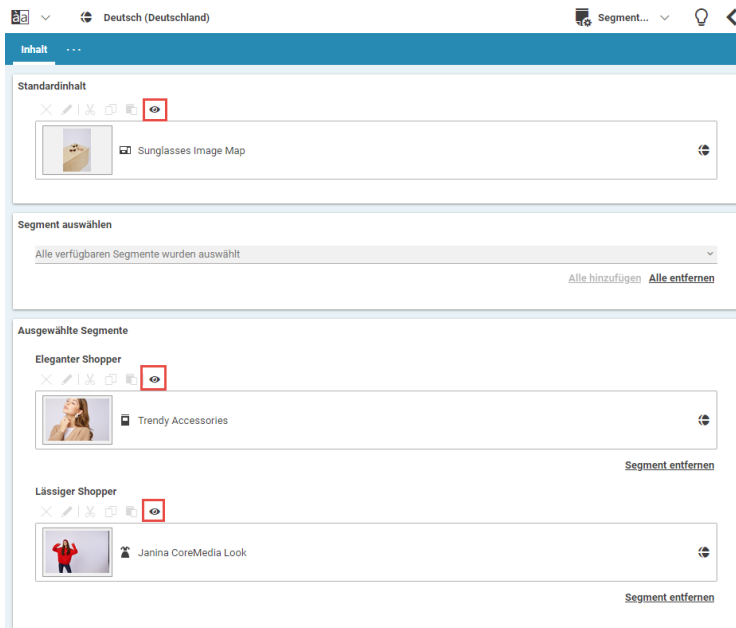 àa
Deutsch (Deutschland)
Segment...
Inhalt ...
Standardinhalt
Sunglasses Image Map
Segment auswählen
Alle verfügbaren Segmente wurden auswählt
Alle hinzufügen Alle entfernen
Ausgewählte Segmente
Eleganter Shopper
Trendy Accessories
Segment entfernen
Lässiger Shopper
Janina CoreMedia Look
Segment entfernen